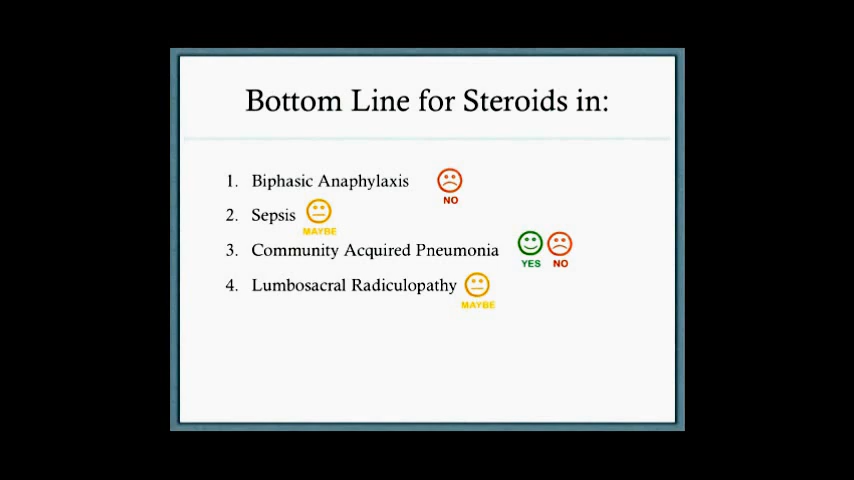 Bottom Line for Steroids in:
1. Biphasic Anaphylaxis
NO
2. Sepsis
MAYBE
3. Community Acquired Pneumonia
YES NO
4. Lumbosacral Radiculopathy
MAYBE